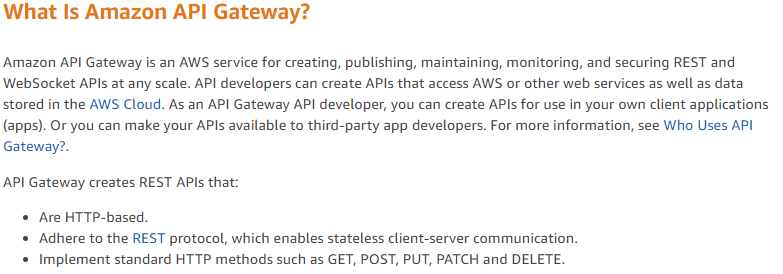 What Is Amazon API Gateway?
Amazon API Gateway is an AWS service for creating, publishing, maintaining, monitoring, and securing REST and
WebSocket APIs at any scale. API developers can create APIs that access AWS or other web services as well as data
stored in the AWS Cloud. As an API Gateway API developer, you can create APIs for use in your own client applications
(apps). Or you can make your APIs available to third-party app developers. For more information, see Who Uses API
Gateway?.
API Gateway creates REST APIs that:
• Are HTTP-based.
• Adhere to the REST protocol, which enables stateless client-server communication.
• Implement standard HTTP methods such as GET, POST, PUT, PATCH and DELETE.